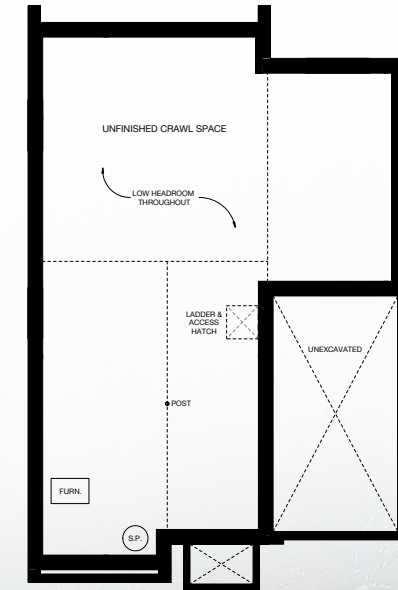 UNFINISHED CRAWL SPACE
LOW HEADROOM
THROUGHOUT
LADDER &
ACCESS
HATCH
UNEXCAVATED
POST
FURN.
S.P.